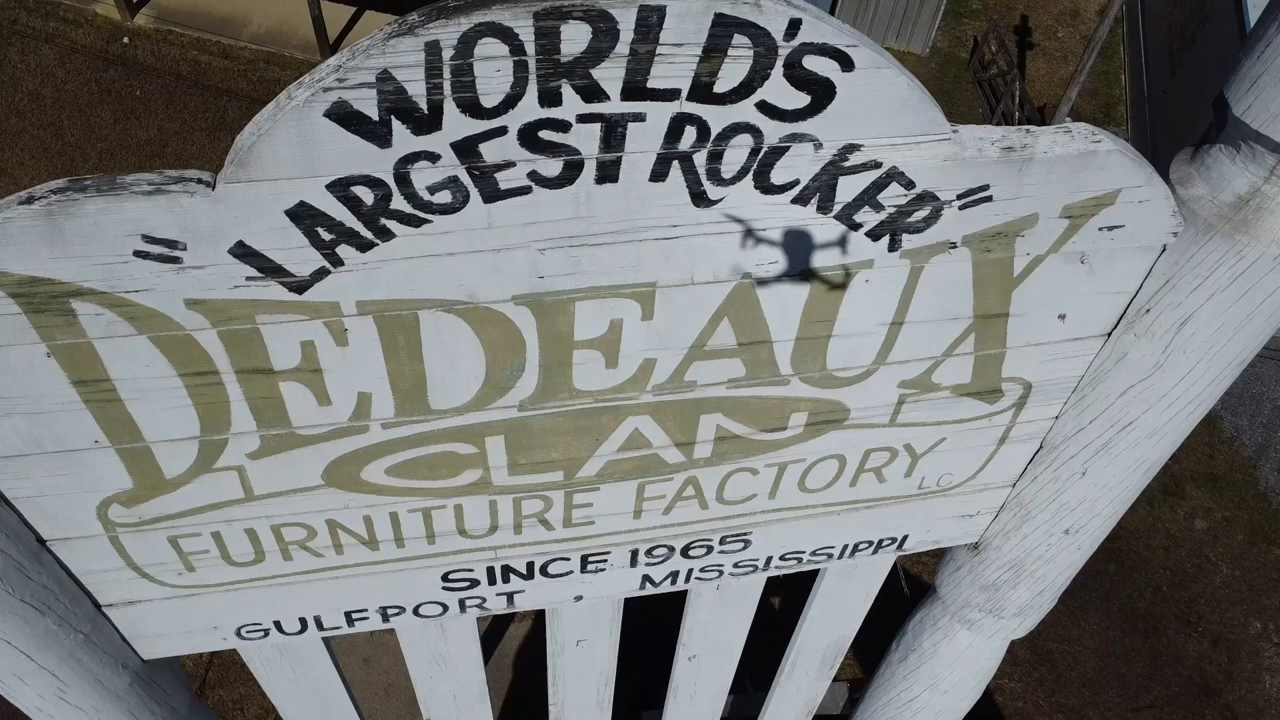 WORLD'S
"LARGEST ROCKER"
DEDEAUX
CLAN
FURNITURE FACTORY LC
SINCE 1965
GULFPORT, MISSISSIPPI